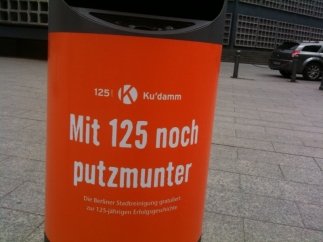 125 K Ku'damm
Mit 125 noch
putzmunter
Die Berliner Stadtreinigung gratuliert
zur 125-jährigen Erfolgsgeschichte